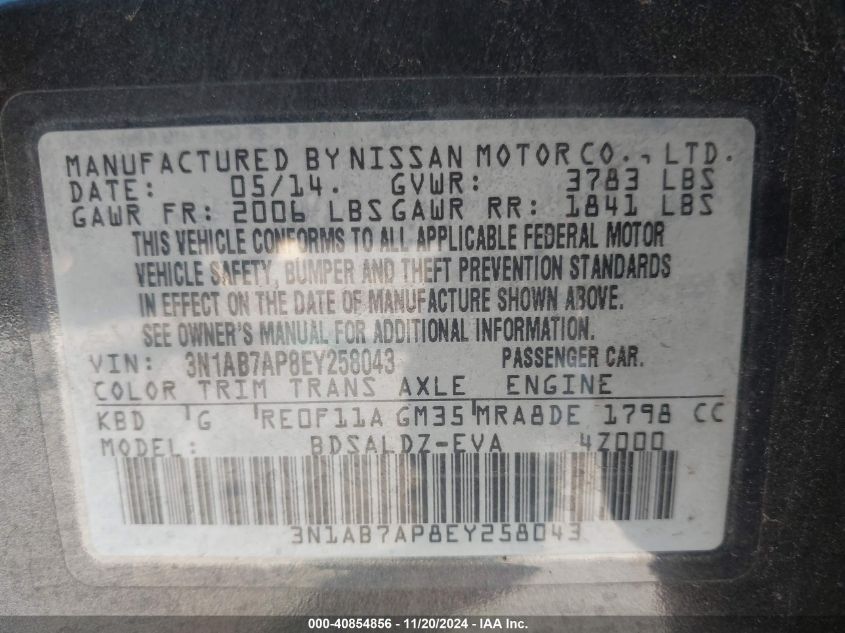 MANUFACTURED BY NISSAN MOTOR CO., LTD.
DATE: 05/14. GVWR: 3783 LBS
GAWR FR: 2006 LBS GAWR RR: 1841 LBS
THIS VEHICLE CONFORMS TO ALL APPLICABLE FEDERAL MOTOR
VEHICLE SAFETY, BUMPER AND THEFT PREVENTION STANDARDS
IN EFFECT ON THE DATE OF MANUFACTURE SHOWN ABOVE.
SEE OWNER'S MANUAL FOR ADDITIONAL INFORMATION.
VIN: 3N1AB7AP8EY258043 PASSENGER CAR.
COLOR TRIM TRANS AXLE ENGINE
KBD G RE0F11A GM35 MRA8DE 1798 CC
MODEL: BDSALDZ-EVA 4Z000
3N1AB7AP8EY258043
000-40854856 | 11/20/2024 - IAA Inc.